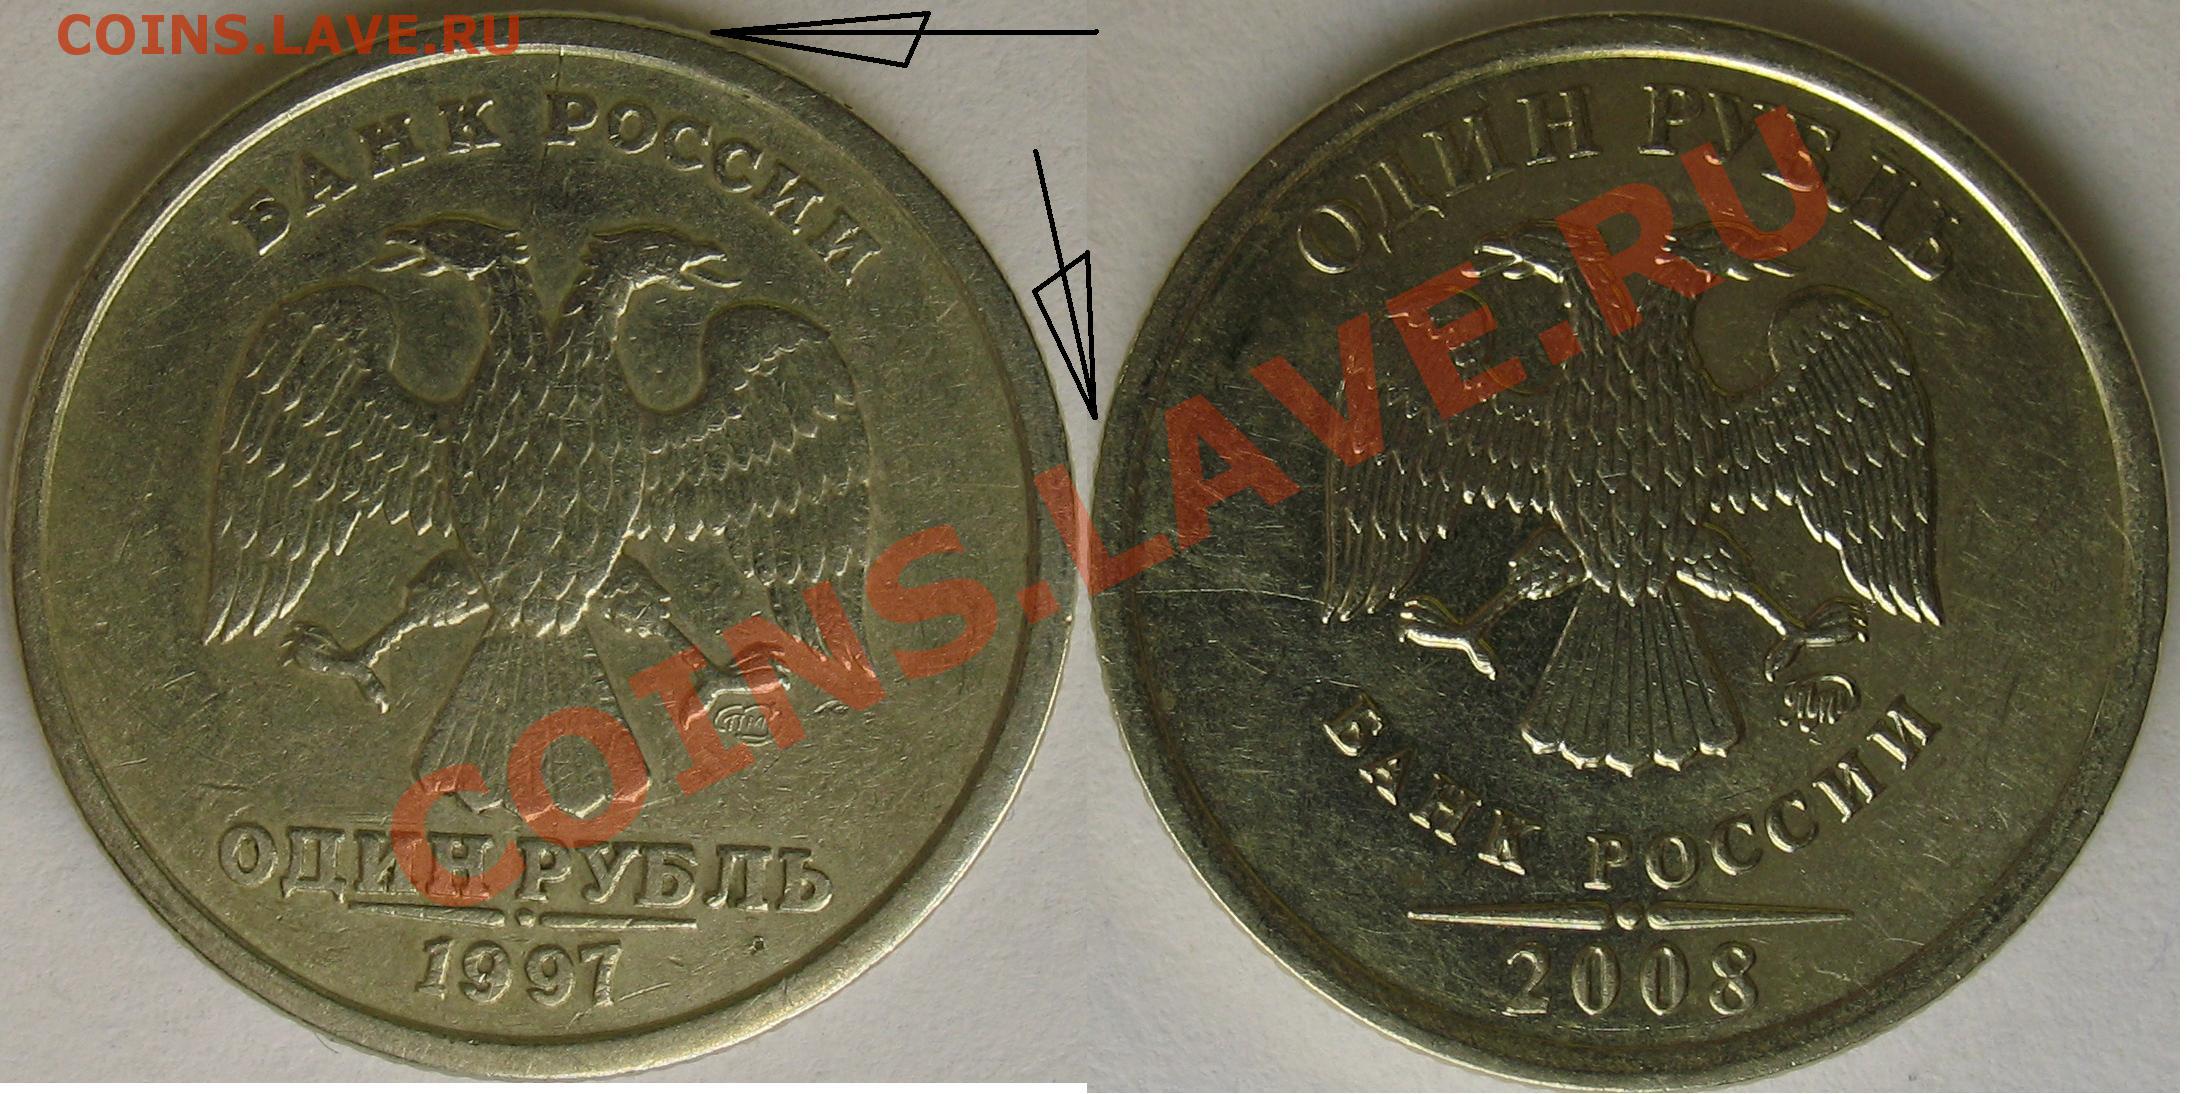 COINS.LAVE.RU
БАНК РОССИИ
ОДИН РУБЛЬ
1997
ОДИН РУБЛЬ
БАНК РОССИИ
2008
COINS.LAVE.RU